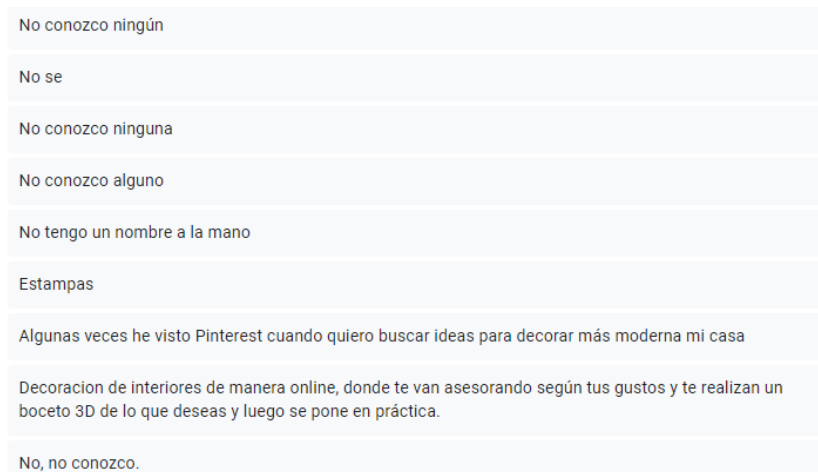 No conozco ningún
No se
No conozco ninguna
No conozco alguno
No tengo un nombre a la mano
Estampas
Algunas veces he visto Pinterest cuando quiero buscar ideas para decorar más moderna mi casa
Decoracion de interiores de manera online, donde te van asesorando según tus gustos y te realizan un
boceto 3D de lo que deseas y luego se pone en práctica.
No, no conozco.